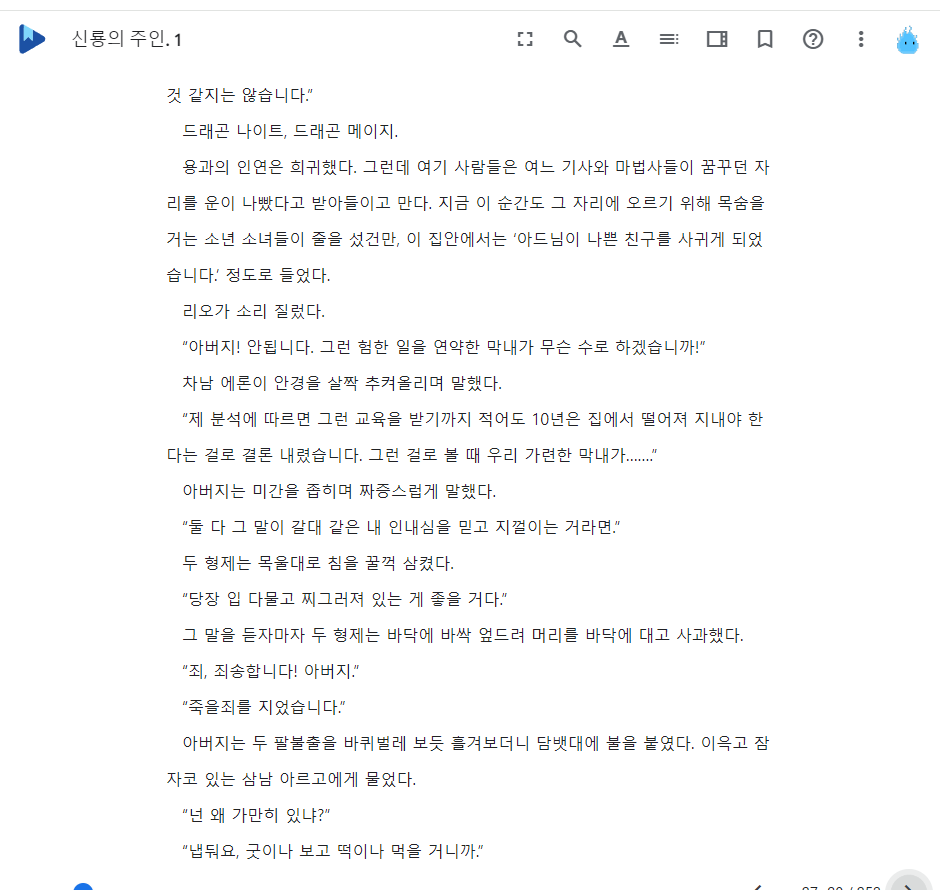 신룡의 주인. 1
것 같지는 않습니다.”
드래곤 나이트, 드래곤 메이지.
용과의 인연은 희귀했다. 그런데 여기 사람들은 여느 기사와 마법사들이 꿈꾸던 자
리를 운이 나빴다고 받아들이고 만다. 지금 이 순간도 그 자리에 오르기 위해 목숨을
거는 소년 소녀들이 줄을 섰건만, 이 집안에서는 ‘아드님이 나쁜 친구를 사귀게 되었
습니다.’ 정도로 들었다.
리오가 소리 질렀다.
“아버지! 안됩니다. 그런 험한 일을 연약한 막내가 무슨 수로 하겠습니까!”
차남 에론이 안경을 살짝 추켜올리며 말했다.
“제 분석에 따르면 그런 교육을 받기까지 적어도 10년은 집에서 떨어져 지내야 한
다는 걸로 결론 내렸습니다. 그런 걸로 볼 때 우리 가련한 막내가…….”
아버지는 미간을 좁히며 짜증스럽게 말했다.
“둘 다 그 말이 갈대 같은 내 인내심을 믿고 지껄이는 거라면.”
두 형제는 목울대로 침을 꿀꺽 삼켰다.
“당장 입 다물고 찌그러져 있는 게 좋을 거다.”
그 말을 듣자마자 두 형제는 바닥에 바싹 엎드려 머리를 바닥에 대고 사과했다.
“죄, 죄송합니다! 아버지.”
“죽을죄를 지었습니다.”
아버지는 두 팔불출을 바퀴벌레 보듯 흘겨보더니 담뱃대에 불을 붙였다. 이윽고 잠
자코 있는 삼남 아르고에게 물었다.
“넌 왜 가만히 있냐?”
“냅둬요, 굿이나 보고 떡이나 먹을 거니까.”